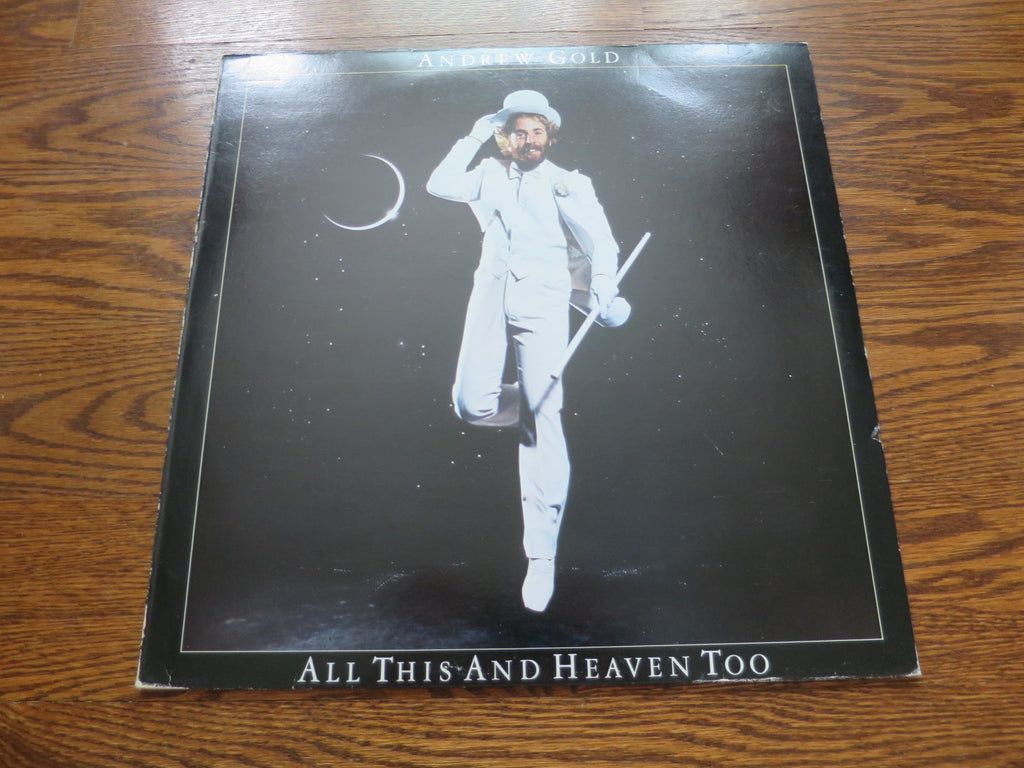 ANDREW GOLD
ALL THIS AND HEAVEN TOO